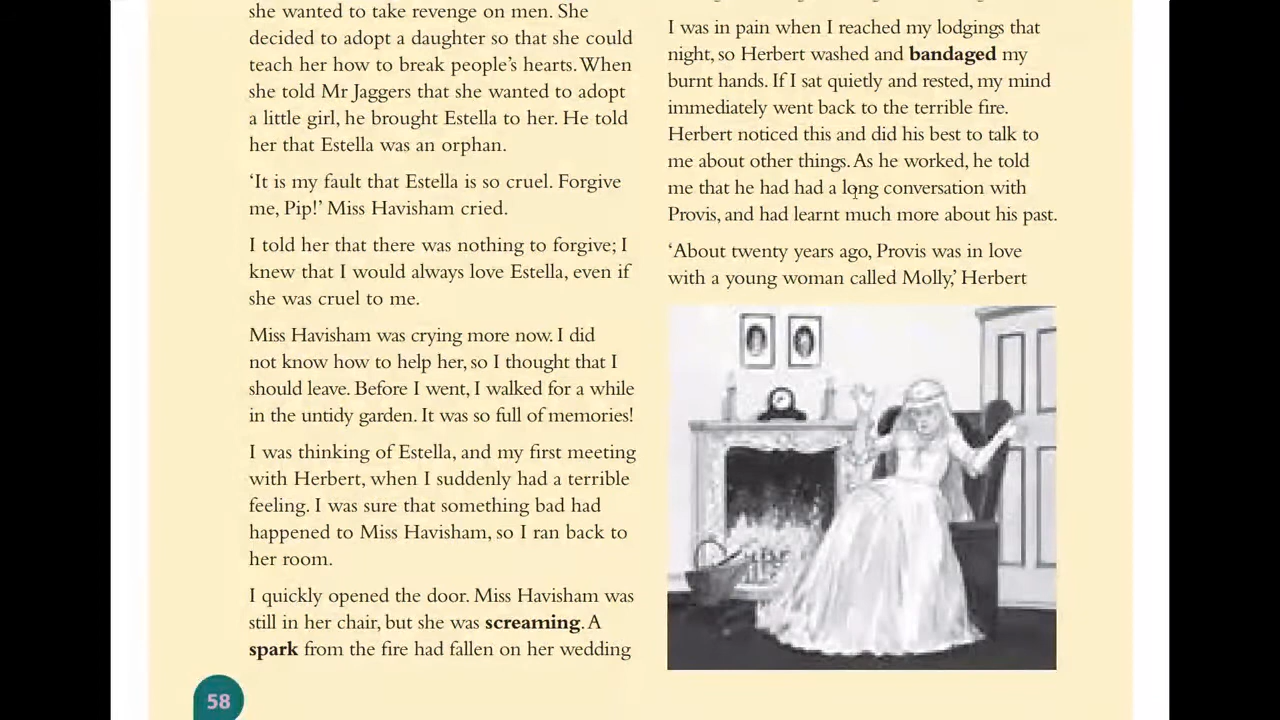 she wanted to take revenge on men. She
decided to adopt a daughter so that she could
teach her how to break people's hearts. When
she told Mr Jaggers that she wanted to adopt
a little girl, he brought Estella to her. He told
her that Estella was an orphan.
'It is my fault that Estella is so cruel. Forgive
me, Pip!' Miss Havisham cried.
I told her that there was nothing to forgive; I
knew that I would always love Estella, even if
she was cruel to me.
Miss Havisham was crying more now. I did
not know how to help her, so I thought that I
should leave. Before I went, I walked for a while
in the untidy garden. It was so full of memories!
I was thinking of Estella, and my first meeting
with Herbert, when I suddenly had a terrible
feeling. I was sure that something bad had
happened to Miss Havisham, so I ran back to
her room.
I quickly opened the door. Miss Havisham was
still in her chair, but she was screaming. A
spark from the fire had fallen on her wedding
58
I was in pain when I reached my lodgings that
night, so Herbert washed and bandaged my
burnt hands. If I sat quietly and rested, my mind
immediately went back to the terrible fire.
Herbert noticed this and did his best to talk to
me about other things. As he worked, he told
me that he had had a long conversation with
Provis, and had learnt much more about his past.
'About twenty years ago, Provis was in love
with a young woman called Molly,' Herbert